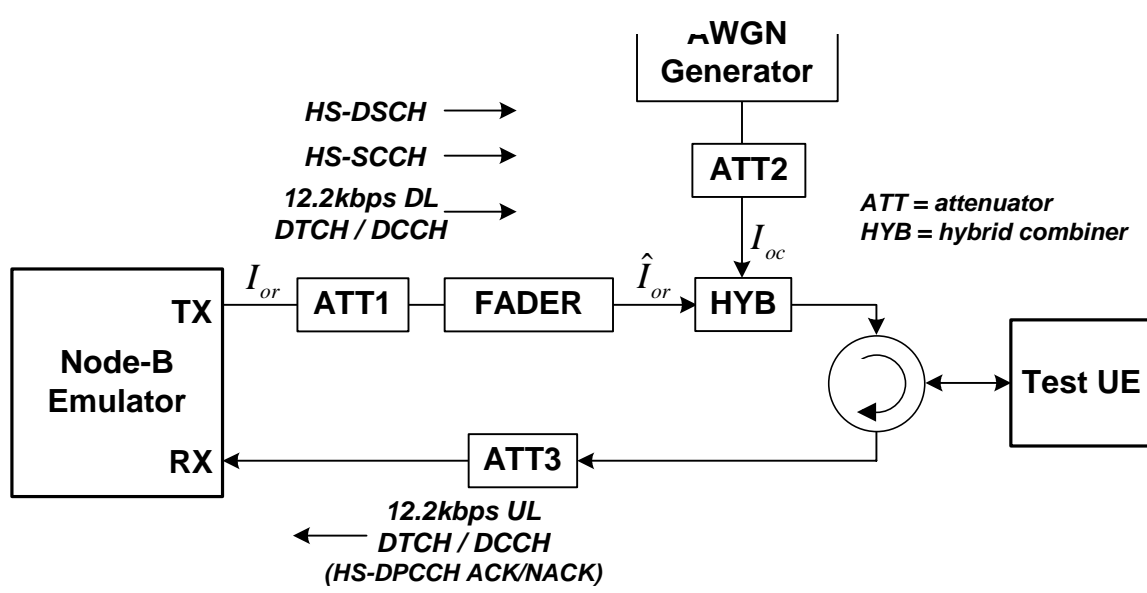 AWGN
Generator
HS-DSCH
HS-SCCH
12.2kbps DL
DTCH / DCCH
ATT2
ATT = attenuator
HYB = hybrid combiner
I_oc
I_or
Î_or
TX
ATT1
FADER
HYB
Node-B
Emulator
Test UE
RX
ATT3
12.2kbps UL
DTCH / DCCH
(HS-DPCCH ACK/NACK)